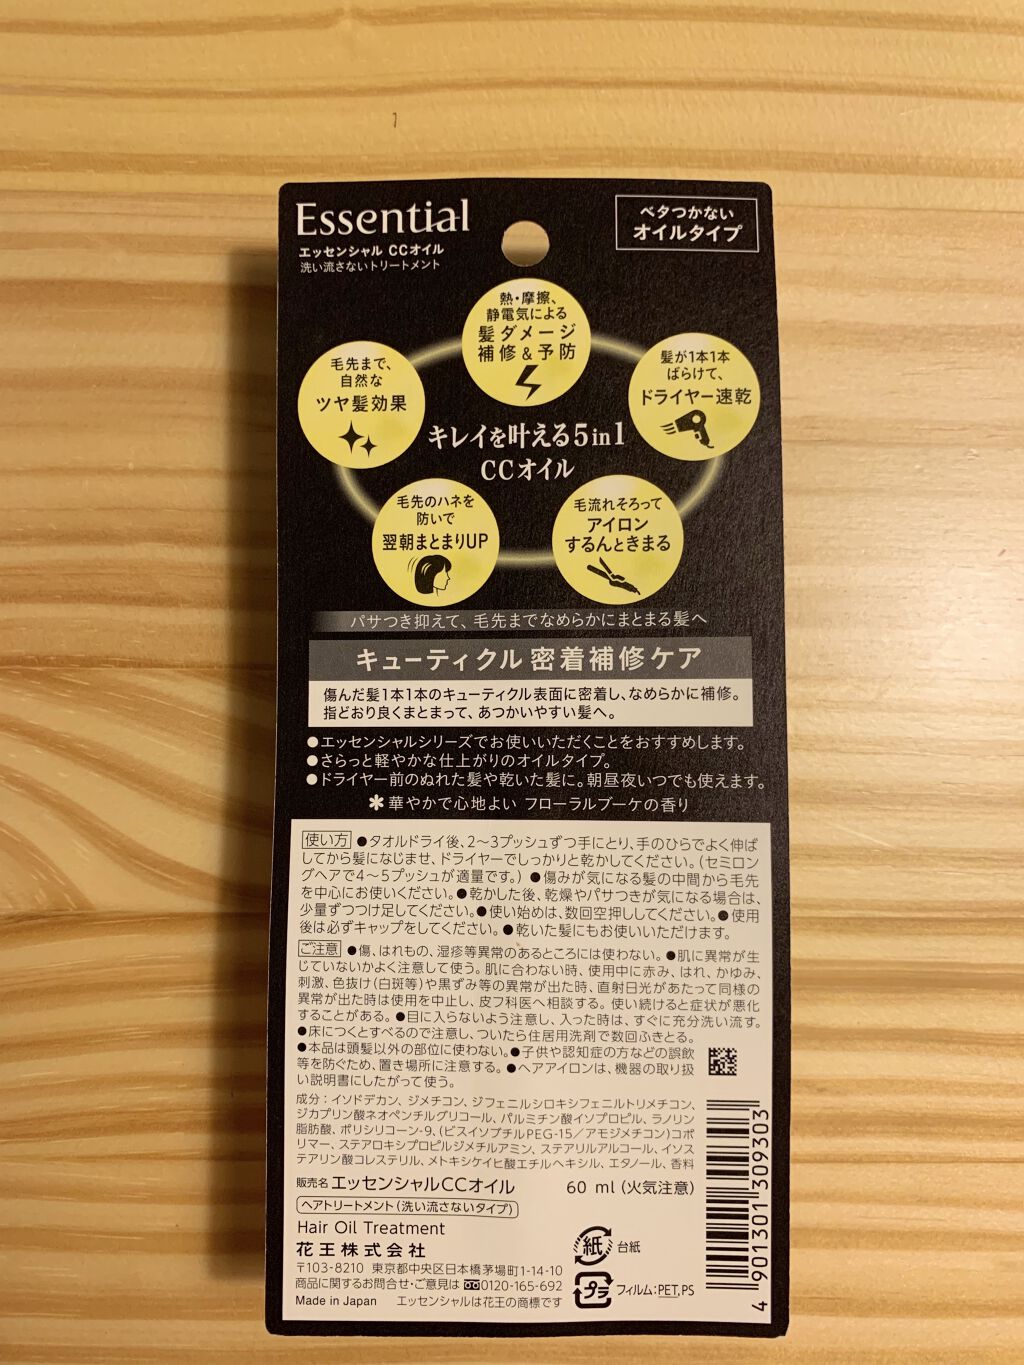 Essential
エッセンシャル CCオイル
洗い流さないトリートメント
ベタつかない
オイルタイプ
熱・摩擦、
静電気による
髪ダメージ
補修&予防
毛先まで、
自然な
ツヤ髪効果
髪が1本1本
ばらけて、
ドライヤー速乾
キレイを叶える5in1
CCオイル
毛先のハネを
防いで
翌朝まとまりUP
毛流れそろって
アイロン
するんときまる
パサつき抑えて、毛先までなめらかにまとまる髪へ
キューティクル 密着補修ケア
傷んだ髪1本1本のキューティクル表面に密着し、なめらかに補修。
指どおり良くまとまって、あつかいやすい髪へ。
●エッセンシャルシリーズでお使いいただくことをおすすめします。
●さらっと軽やかな仕上がりのオイルタイプ。
●ドライヤー前のぬれた髪や乾いた髪に。朝昼夜いつでも使えます。
＊華やかで心地よい フローラルブーケの香り
使い方 ●タオルドライ後、2〜3プッシュずつ手にとり、手のひらでよく伸ば
してから髪になじませ、ドライヤーでしっかりと乾かしてください。(セミロン
グヘアで4〜5プッシュが適量です。) ●傷みが気になる髪の中間から毛先
を中心にお使いください。●乾かした後、乾燥やパサつきが気になる場合は、
少量ずつつけ足してください。●使い始めは、数回空押ししてください。●使用
後は必ずキャップをしてください。●乾いた髪にもお使いいただけます。
ご注意 ●傷、はれもの、湿疹等異常のあるところには使わない。●肌に異常が生
じていないかよく注意して使う。肌に合わない時、使用中に赤み、はれ、かゆみ、
刺激、色抜け(白斑等)や黒ずみ等の異常が出た時、直射日光があたって同様の
異常が出た時は使用を中止し、皮フ科医へ相談する。使い続けると症状が悪化
することがある。●目に入らないよう注意し、入った時は、すぐに充分洗い流す。
●床につくとすべるので注意し、ついたら住居用洗剤で数回ふきとる。
●本品は頭髪以外の部位に使わない。●子供や認知症の方などの誤飲
等を防ぐため、置き場所に注意する。●ヘアアイロンは、機器の取り扱
い説明書にしたがって使う。
成分：イソドデカン、ジメチコン、ジフェニルシロキシフェニルトリメチコン、
ジカプリン酸ネオペンチルグリコール、パルミチン酸イソプロピル、ラノリン
脂肪酸、ポリシリコーン-9、(ビスイソブチルPEG-15／アモジメチコン)コポ
リマー、ステアロキシプロピルジメチルアミン、ステアリルアルコール、イソス
テアリン酸コレステリル、メトキシケイヒ酸エチルヘキシル、エタノール、香料
販売名 エッセンシャルCCオイル 60 ml (火気注意)
ヘアトリートメント(洗い流さないタイプ)
Hair Oil Treatment
花王株式会社
〒103-8210 東京都中央区日本橋茅場町1-14-10
商品に関するお問合せ・ご意見は 0120-165-692
Made in Japan エッセンシャルは花王の商標です
紙 台紙
プラ フィルム:PET,PS
4 901301 309303